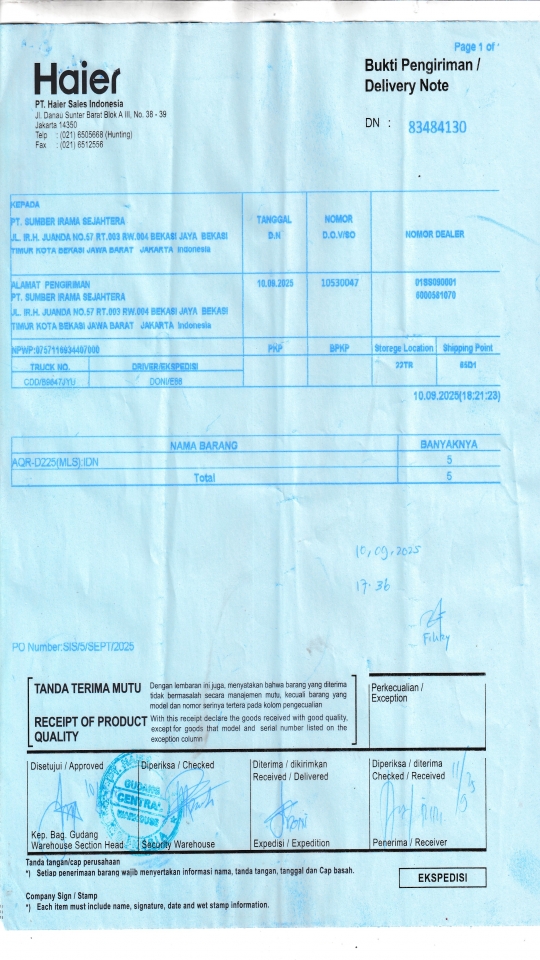 Page 1 of
Haier
Bukti Pengiriman /
Delivery Note
PT. Haier Sales Indonesia
Jl. Danau Sunter Barat Blok A III, No. 38 - 39
Jakarta 14350
Telp : (021) 6505668 (Hunting)
Fax : (021) 6512556
DN : 83484130
KEPADA
PT. SUMBER IRAMA SEJAHTERA
JL. IR.H. JUANDA NO.57 RT.003 RW.004 BEKASI JAYA BEKASI
TIMUR KOTA BEKASI JAWA BARAT JAKARTA Indonesia
TANGGAL
D.N
NOMOR
D.O.V/SO
NOMOR DEALER
ALAMAT PENGIRIMAN
PT. SUMBER IRAMA SEJAHTERA
JL. IR.H. JUANDA NO.57 RT.003 RW.004 BEKASI JAYA BEKASI
TIMUR KOTA BEKASI JAWA BARAT JAKARTA Indonesia
10.09.2025
10530047
6000581070
PKP
BPKP
Storege Location
Shipping Point
TRUCK NO.
DRIVER/EKSPEDISI
22TR
65D1
10.09.2025(18:21:23)
NAMA BARANG
BANYAKNYA
AQR-D225(MLS):IDN
5
Total
5
10,09,2025
17.36
PO Number:SIS/5/SEPT/2025
TANDA TERIMA MUTU
Dengan lembaran ini juga, menyatakan bahwa barang yang diterima
tidak bermasalah secara manajemen mutu, kecuali barang yang
model dan nomor serinya tertera pada kolom pengecualian
RECEIPT OF PRODUCT
QUALITY
With this receipt declare the goods received with good quality,
except for goods that model and serial number listed on the
exception column
Perkecualian /
Exception
Disetujui / Approved
Diperiksa / Checked
Diterima / dikirimkan
Received / Delivered
Diperiksa / diterima
Checked / Received
GUDANG
CENTRAL
WAREHOUSE
Kep. Bag. Gudang
Warehouse Section Head
Security Warehouse
Expedisi / Expedition
Penerima / Receiver
Tanda tangan/cap perusahaan
*) Setiap penerimaan barang wajib menyertakan informasi nama, tanda tangan, tanggal dan Cap basah.
EKSPEDISI
Company Sign / Stamp
*) Each item must include name, signature, date and wet stamp information.